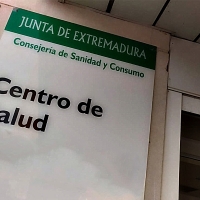 JUNTA DE EXTREMADURA
Consejería de Sanidad y Consumo
Centro de
alud